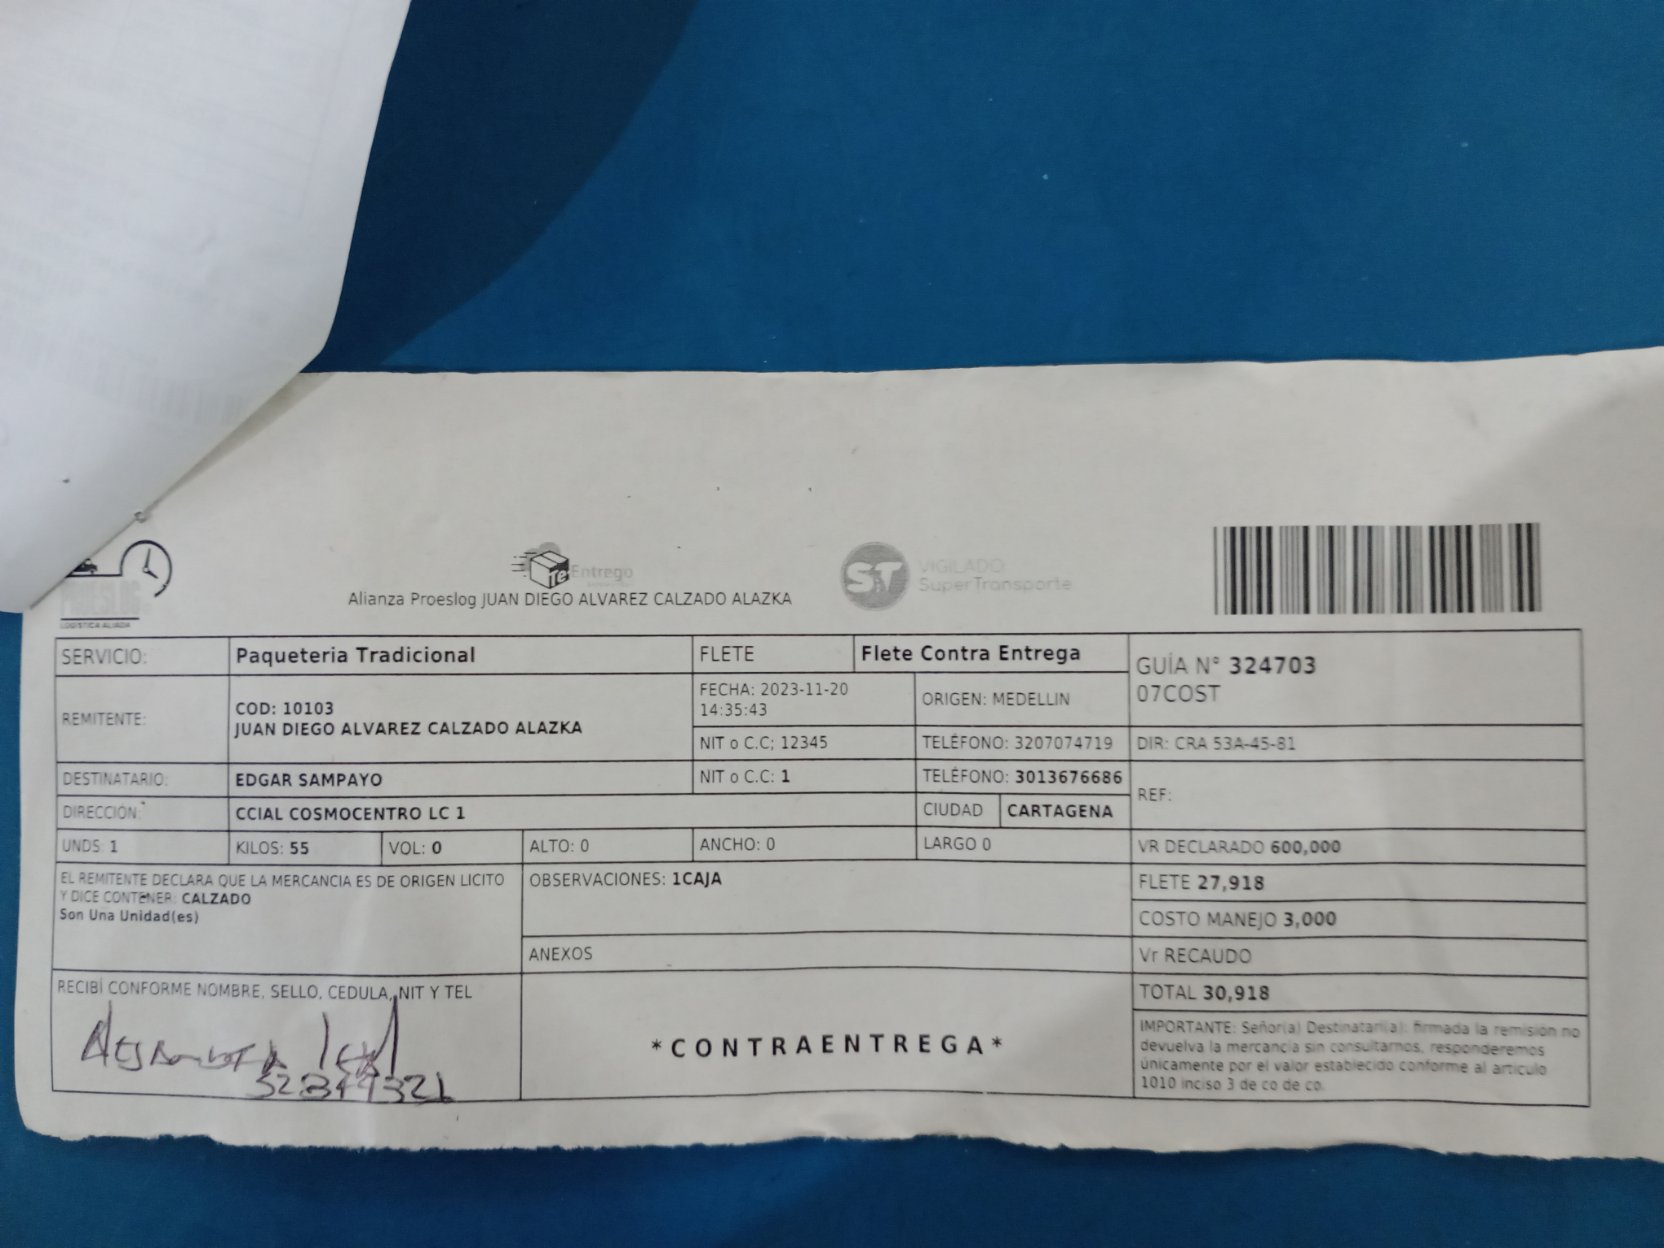 PROESLOG
LOGISTICA ALIADA
Te Entrego
Alianza Proeslog JUAN DIEGO ALVAREZ CALZADO ALAZKA
ST
VIGILADO
SuperTransporte
SERVICIO: Paqueteria Tradicional FLETE Flete Contra Entrega
GUÍA N° 324703
07COST
REMITENTE: COD: 10103
JUAN DIEGO ALVAREZ CALZADO ALAZKA
FECHA: 2023-11-20
14:35:43
ORIGEN: MEDELLIN
NIT o C.C; 12345 TELÉFONO: 3207074719 DIR: CRA 53A-45-81
DESTINATARIO: EDGAR SAMPAYO NIT o C.C: 1 TELÉFONO: 3013676686
REF:
DIRECCIÓN: CCIAL COSMOCENTRO LC 1 CIUDAD CARTAGENA
UNDS: 1 KILOS: 55 VOL: 0 ALTO: 0 ANCHO: 0 LARGO 0 VR DECLARADO 600,000
EL REMITENTE DECLARA QUE LA MERCANCIA ES DE ORIGEN LICITO
Y DICE CONTENER: CALZADO
Son Una Unidad(es)
OBSERVACIONES: 1CAJA
FLETE 27,918
COSTO MANEJO 3,000
ANEXOS
Vr RECAUDO
RECIBÍ CONFORME NOMBRE, SELLO, CEDULA, NIT Y TEL
TOTAL 30,918
*CONTRAENTREGA*
IMPORTANTE: Señor(a) Destinatari(a): firmada la remisión no
devuelva la mercancia sin consultarnos, responderemos
únicamente por el valor establecido conforme al articulo
1010 inciso 3 de co de co.